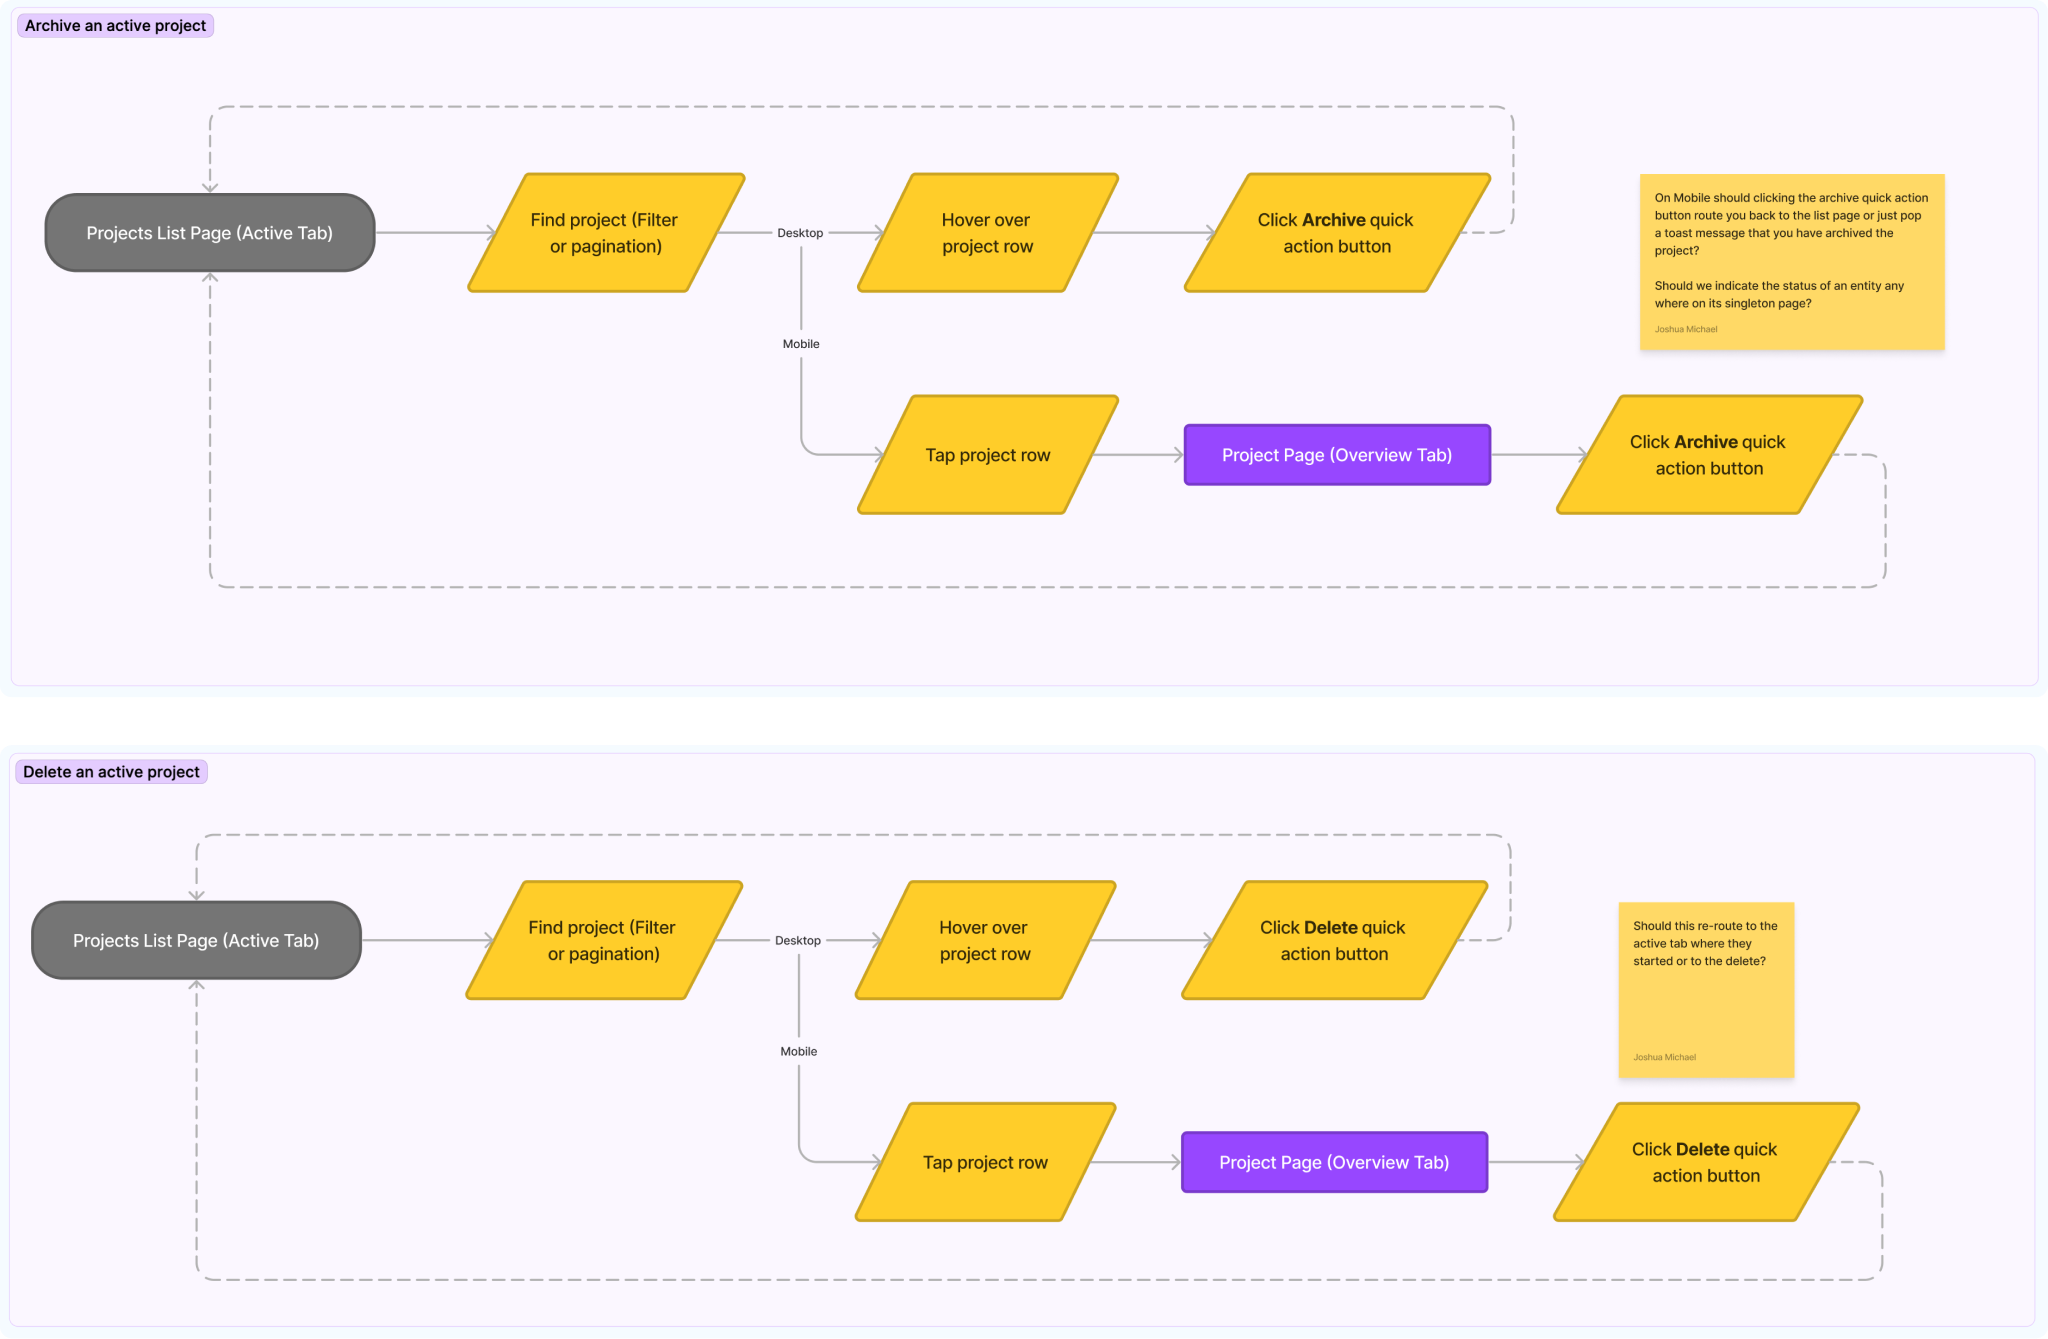 Archive an active project
Projects List Page (Active Tab)
Find project (Filter
or pagination)
Desktop
Hover over
project row
Click Archive quick
action button
On Mobile should clicking the archive quick action
button route you back to the list page or just pop
a toast message that you have archived the
project?
Should we indicate the status of an entity any
where on its singleton page?
Joshua Michael
Mobile
Tap project row
Project Page (Overview Tab)
Click Archive quick
action button
Delete an active project
Projects List Page (Active Tab)
Find project (Filter
or pagination)
Desktop
Hover over
project row
Click Delete quick
action button
Should this re-route to the
active tab where they
started or to the delete?
Joshua Michael
Mobile
Tap project row
Project Page (Overview Tab)
Click Delete quick
action button